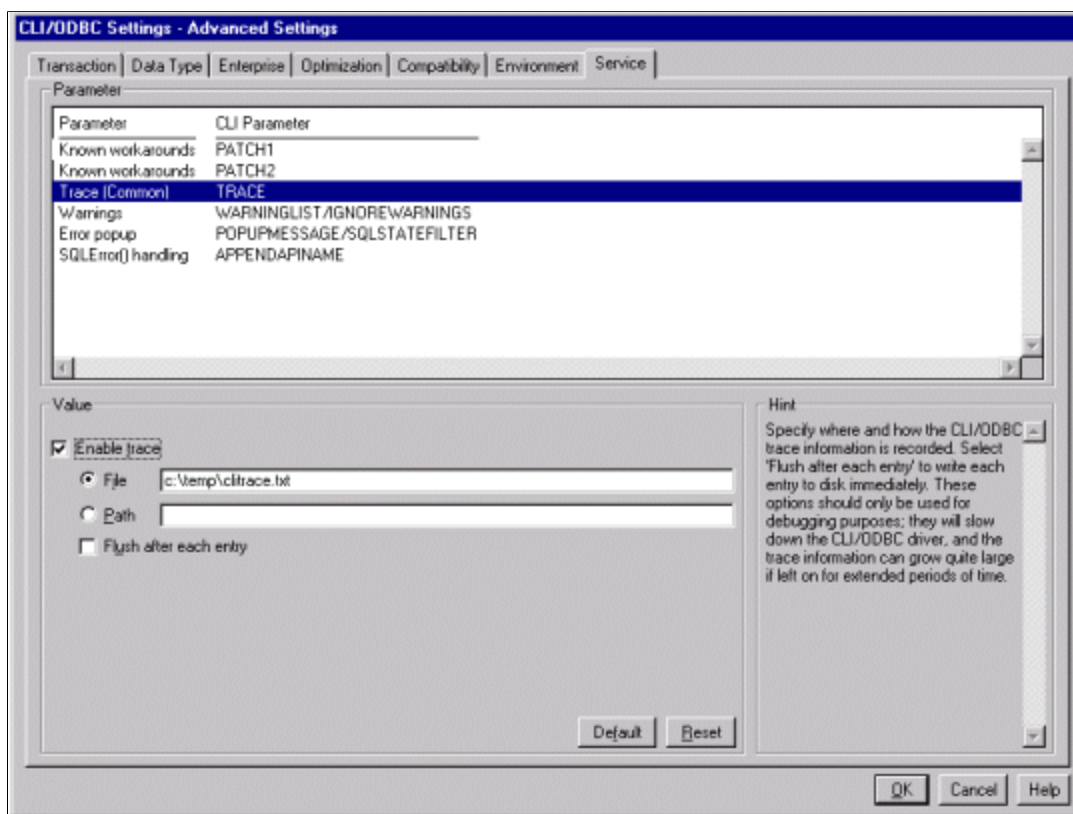 CLI/ODBC Settings - Advanced Settings
Transaction Data Type Enterprise Optimization Compatibility Environment Service
Parameter
Parameter CLI Parameter
Known workarounds PATCH1
Known workarounds PATCH2
Trace (Common) TRACE
Warnings WARNINGLIST/IGNOREWARNINGS
Error popup POPUPMESSAGE/SQLSTATEFILTER
SQLError() handling APPENDAPINAME
Value
Enable trace
File c:\temp\clitrace.txt
Path
Flush after each entry
Default Reset
Hint
Specify where and how the CLI/ODBC
trace information is recorded. Select
'Flush after each entry' to write each
entry to disk immediately. These
options should only be used for
debugging purposes; they will slow
down the CLI/ODBC driver, and the
trace information can grow quite large
if left on for extended periods of time.
OK Cancel Help